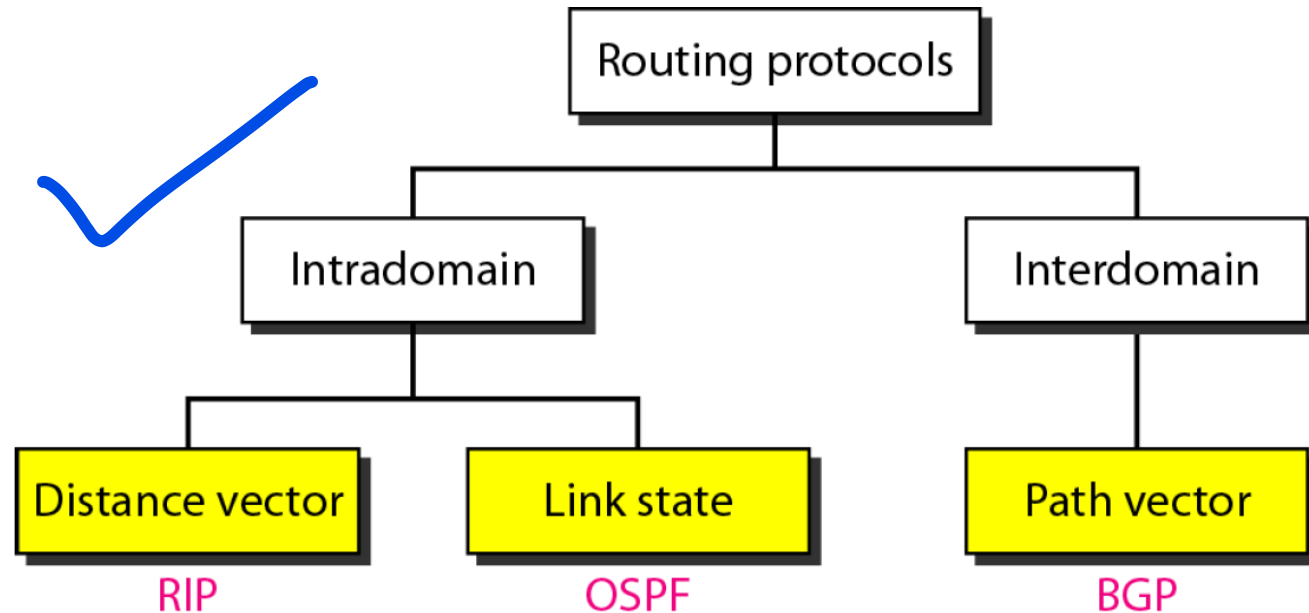 Routing protocols
Intradomain
Interdomain
Distance vector
Link state
Path vector
RIP
OSPF
BGP